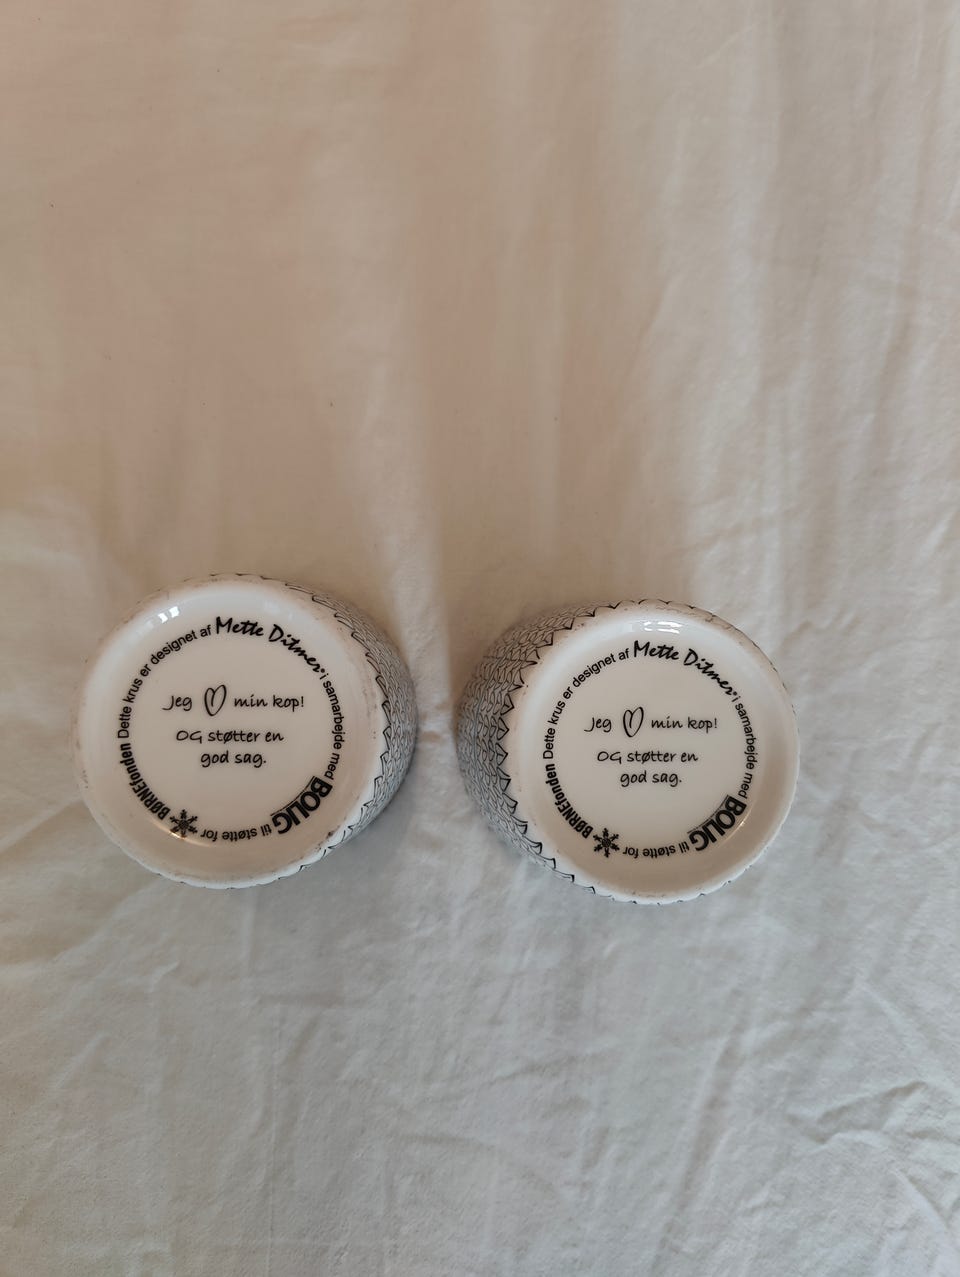 Dette krus er designet af Mette Ditmer i samarbejde med BOLIG til støtte for BØRNEfonden
Jeg ♡ min kop!
OG støtter en
god sag.
Dette krus er designet af Mette Ditmer i samarbejde med BOLIG til støtte for BØRNEfonden
Jeg ♡ min kop!
OG støtter en
god sag.